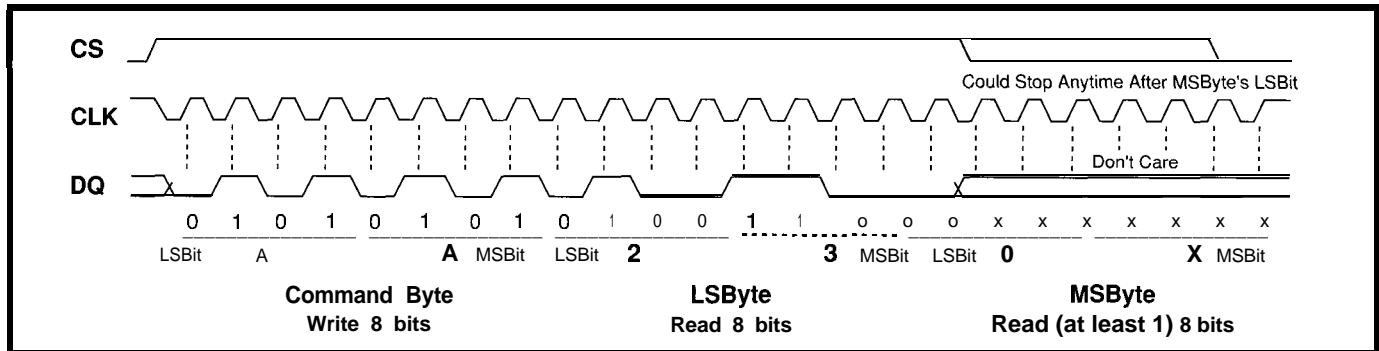 CS
Could Stop Anytime After MSByte's LSBit
CLK
Don't Care
DQ
0 1 0 1 0 1 0 1 0 1 0 0 1 1 o o o x x x x x x x
LSBit A A MSBit LSBit 2 3 MSBit LSBit 0 X MSBit
Command Byte LSByte MSByte
Write 8 bits Read 8 bits Read (at least 1) 8 bits